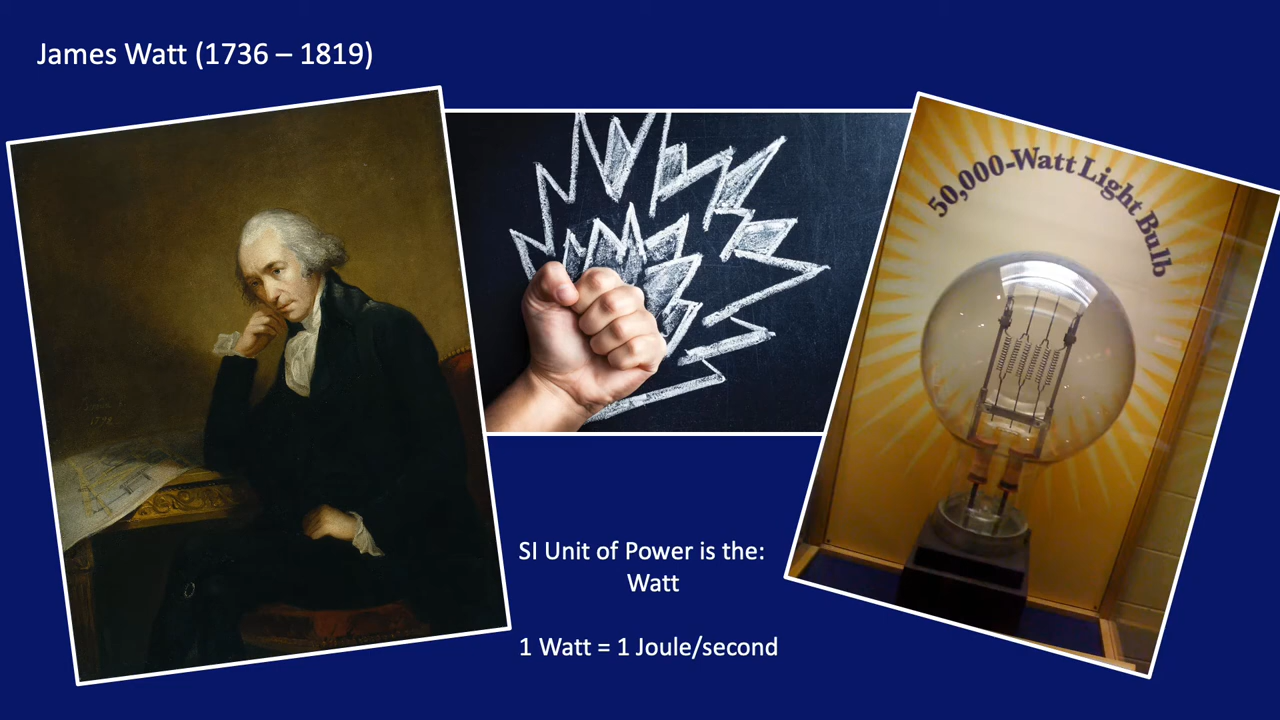 James Watt (1736 – 1819)
50,000-Watt Light Bulb
SI Unit of Power is the:
Watt
1 Watt = 1 Joule/second